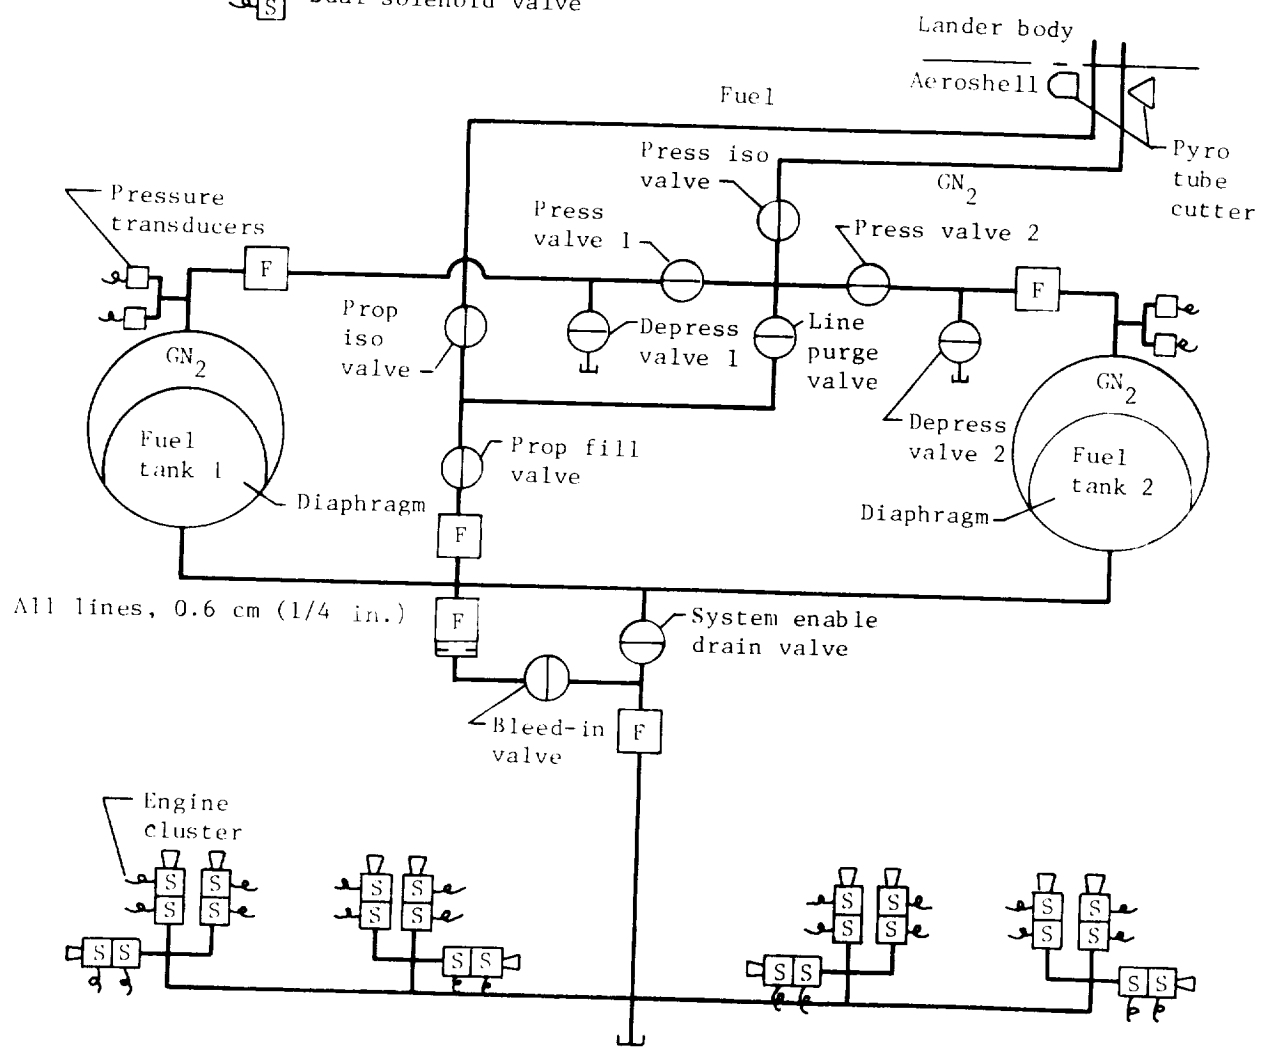 S Dual solenoid valve
Lander body
Aeroshell
Fuel
Pyro
tube
cutter
Press iso
valve
GN2
Pressure
transducers
Press
valve 1
Press valve 2
F
F
Prop
iso
valve
Depress
valve 1
Line
purge
valve
GN2
GN2
Fuel
tank 1
Diaphragm
Prop fill
valve
Depress
valve 2
Fuel
tank 2
Diaphragm
F
All lines, 0.6 cm (1/4 in.)
F
System enable
drain valve
Bleed-in
valve
F
Engine
cluster
S S S S S S S S
S S S S S S S S
S S S S S S S S